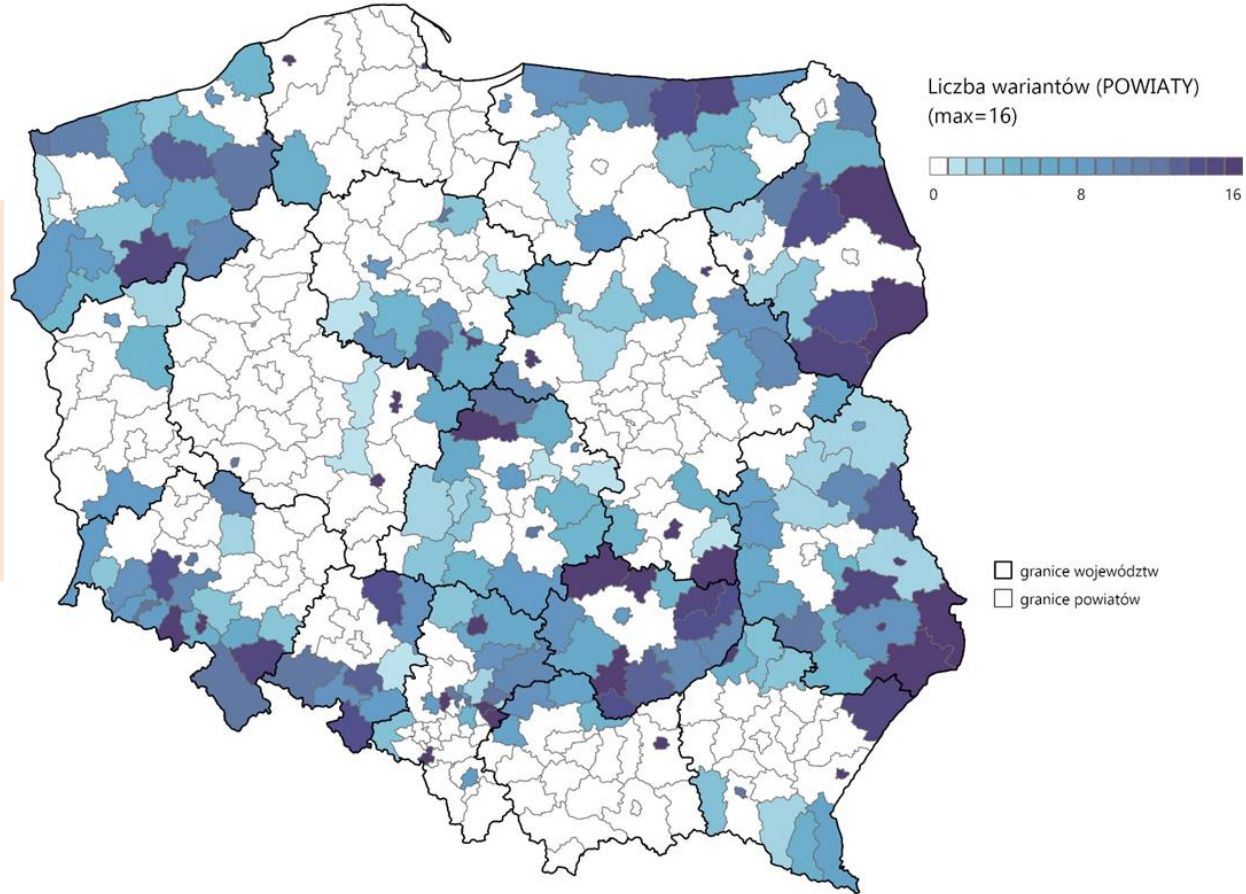 Liczba wariantów (POWIATY)
(max=16)
0 8 16
granice województw
granice powiatów